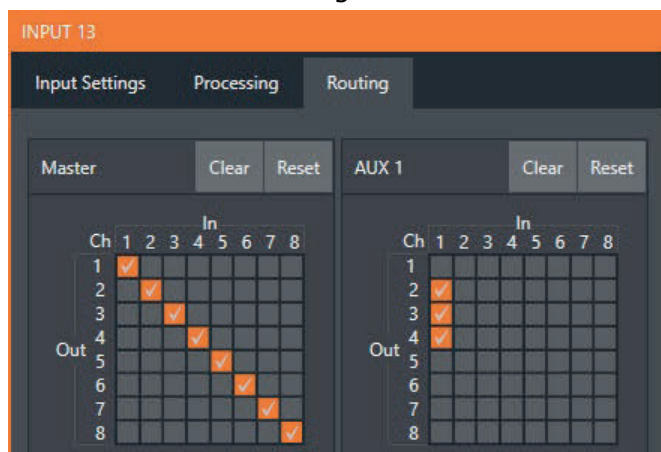 INPUT 13
Input Settings Processing Routing
Master Clear Reset AUX 1 Clear Reset
In In
Ch 1 2 3 4 5 6 7 8 Ch 1 2 3 4 5 6 7 8
1 1
2 2
3 3
Out 4 Out 4
5 5
6 6
7 7
8 8